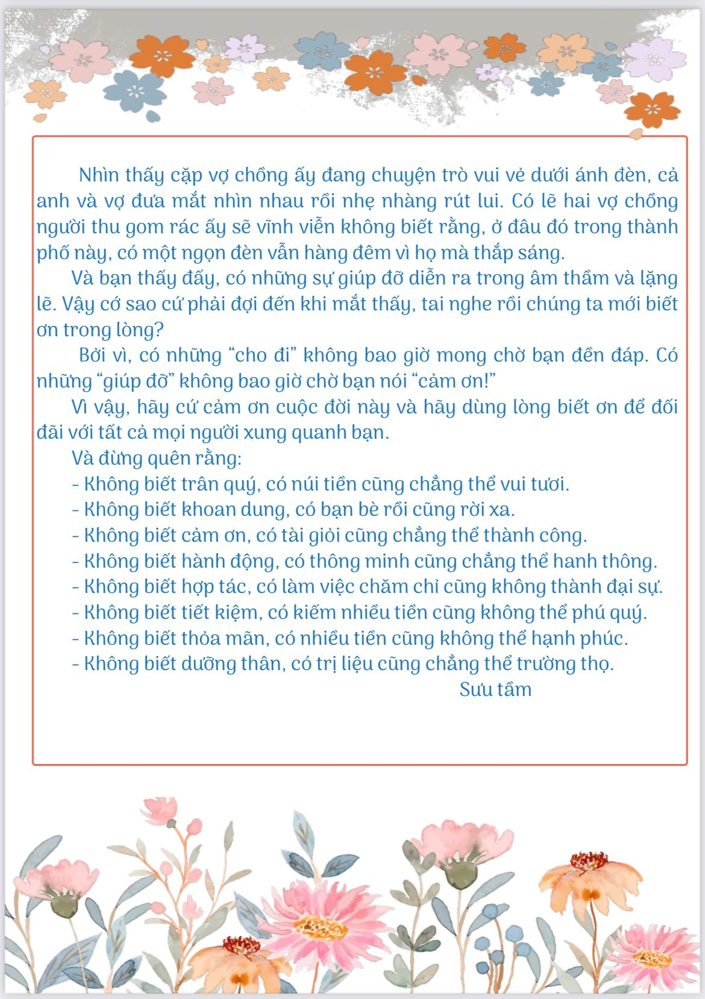 Nhìn thấy cặp vợ chồng ấy đang chuyện trò vui vẻ dưới ánh đèn, cả
anh và vợ đưa mắt nhìn nhau rồi nhẹ nhàng rút lui. Có lẽ hai vợ chồng
người thu gom rác ấy sẽ vĩnh viễn không biết rằng, ở đâu đó trong thành
phố này, có một ngọn đèn vẫn hàng đêm vì họ mà thắp sáng.
Và bạn thấy đấy, có những sự giúp đỡ diễn ra trong âm thầm và lặng
lẽ. Vậy cớ sao cứ phải đợi đến khi mắt thấy, tai nghe rồi chúng ta mới biết
ơn trong lòng?
Bởi vì, có những “cho đi” không bao giờ mong chờ bạn đền đáp. Có
những “giúp đỡ” không bao giờ chờ bạn nói “cảm ơn!”
Vì vậy, hãy cứ cảm ơn cuộc đời này và hãy dùng lòng biết ơn để đối
đãi với tất cả mọi người xung quanh bạn.
Và đừng quên rằng:
- Không biết trân quý, có núi tiền cũng chẳng thể vui tươi.
- Không biết khoan dung, có bạn bè rồi cũng rời xa.
- Không biết cảm ơn, có tài giỏi cũng chẳng thể thành công.
- Không biết hành động, có thông minh cũng chẳng thể hanh thông.
- Không biết hợp tác, có làm việc chăm chỉ cũng không thành đại sự.
- Không biết tiết kiệm, có kiếm nhiều tiền cũng không thể phú quý.
- Không biết thỏa mãn, có nhiều tiền cũng không thể hạnh phúc.
- Không biết dưỡng thân, có trị liệu cũng chẳng thể trường thọ.
Sưu tầm